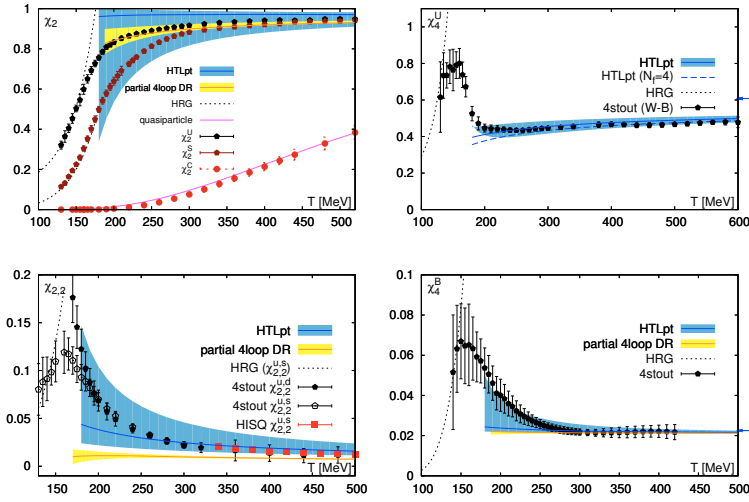 χ₂
HTLpt
partial 4loop DR
HRG
quasiparticle
χ₂ᵁ
χ₂ˢ
χ₂ᶜ
T [MeV]
0
0.2
0.4
0.6
0.8
1
100 150 200 250 300 350 400 450 500
χ₄ᵁ
HTLpt
HTLpt (N_f=4)
HRG
4stout (W-B)
T [MeV]
0
0.2
0.4
0.6
0.8
1
100 200 300 400 500 600
χ₂,₂
HTLpt
partial 4loop DR
HRG (χ₂,₂ᵘ,ˢ)
4stout χ₂,₂ᵘ,ᵈ
4stout χ₂,₂ᵘ,ˢ
HISQ χ₂,₂ᵘ,ˢ
T [MeV]
0
0.05
0.1
0.15
0.2
150 200 250 300 350 400 450 500
χ₄ᴮ
HTLpt
partial 4loop DR
HRG
4stout
T [MeV]
0
0.02
0.04
0.06
0.08
0.1
100 150 200 250 300 350 400 450 500